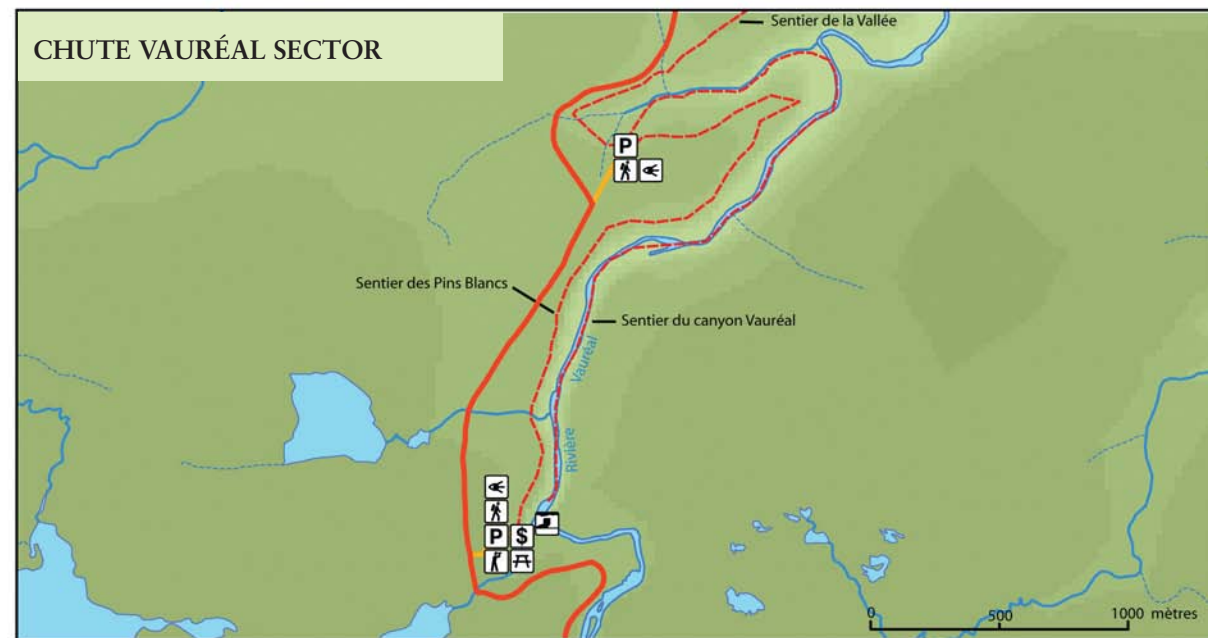 CHUTE VAURÉAL SECTOR
Sentier de la Vallée
P
Sentier des Pins Blancs
Sentier du canyon Vauréal
Rivière Vauréal
P $
0 500 1000 mètres